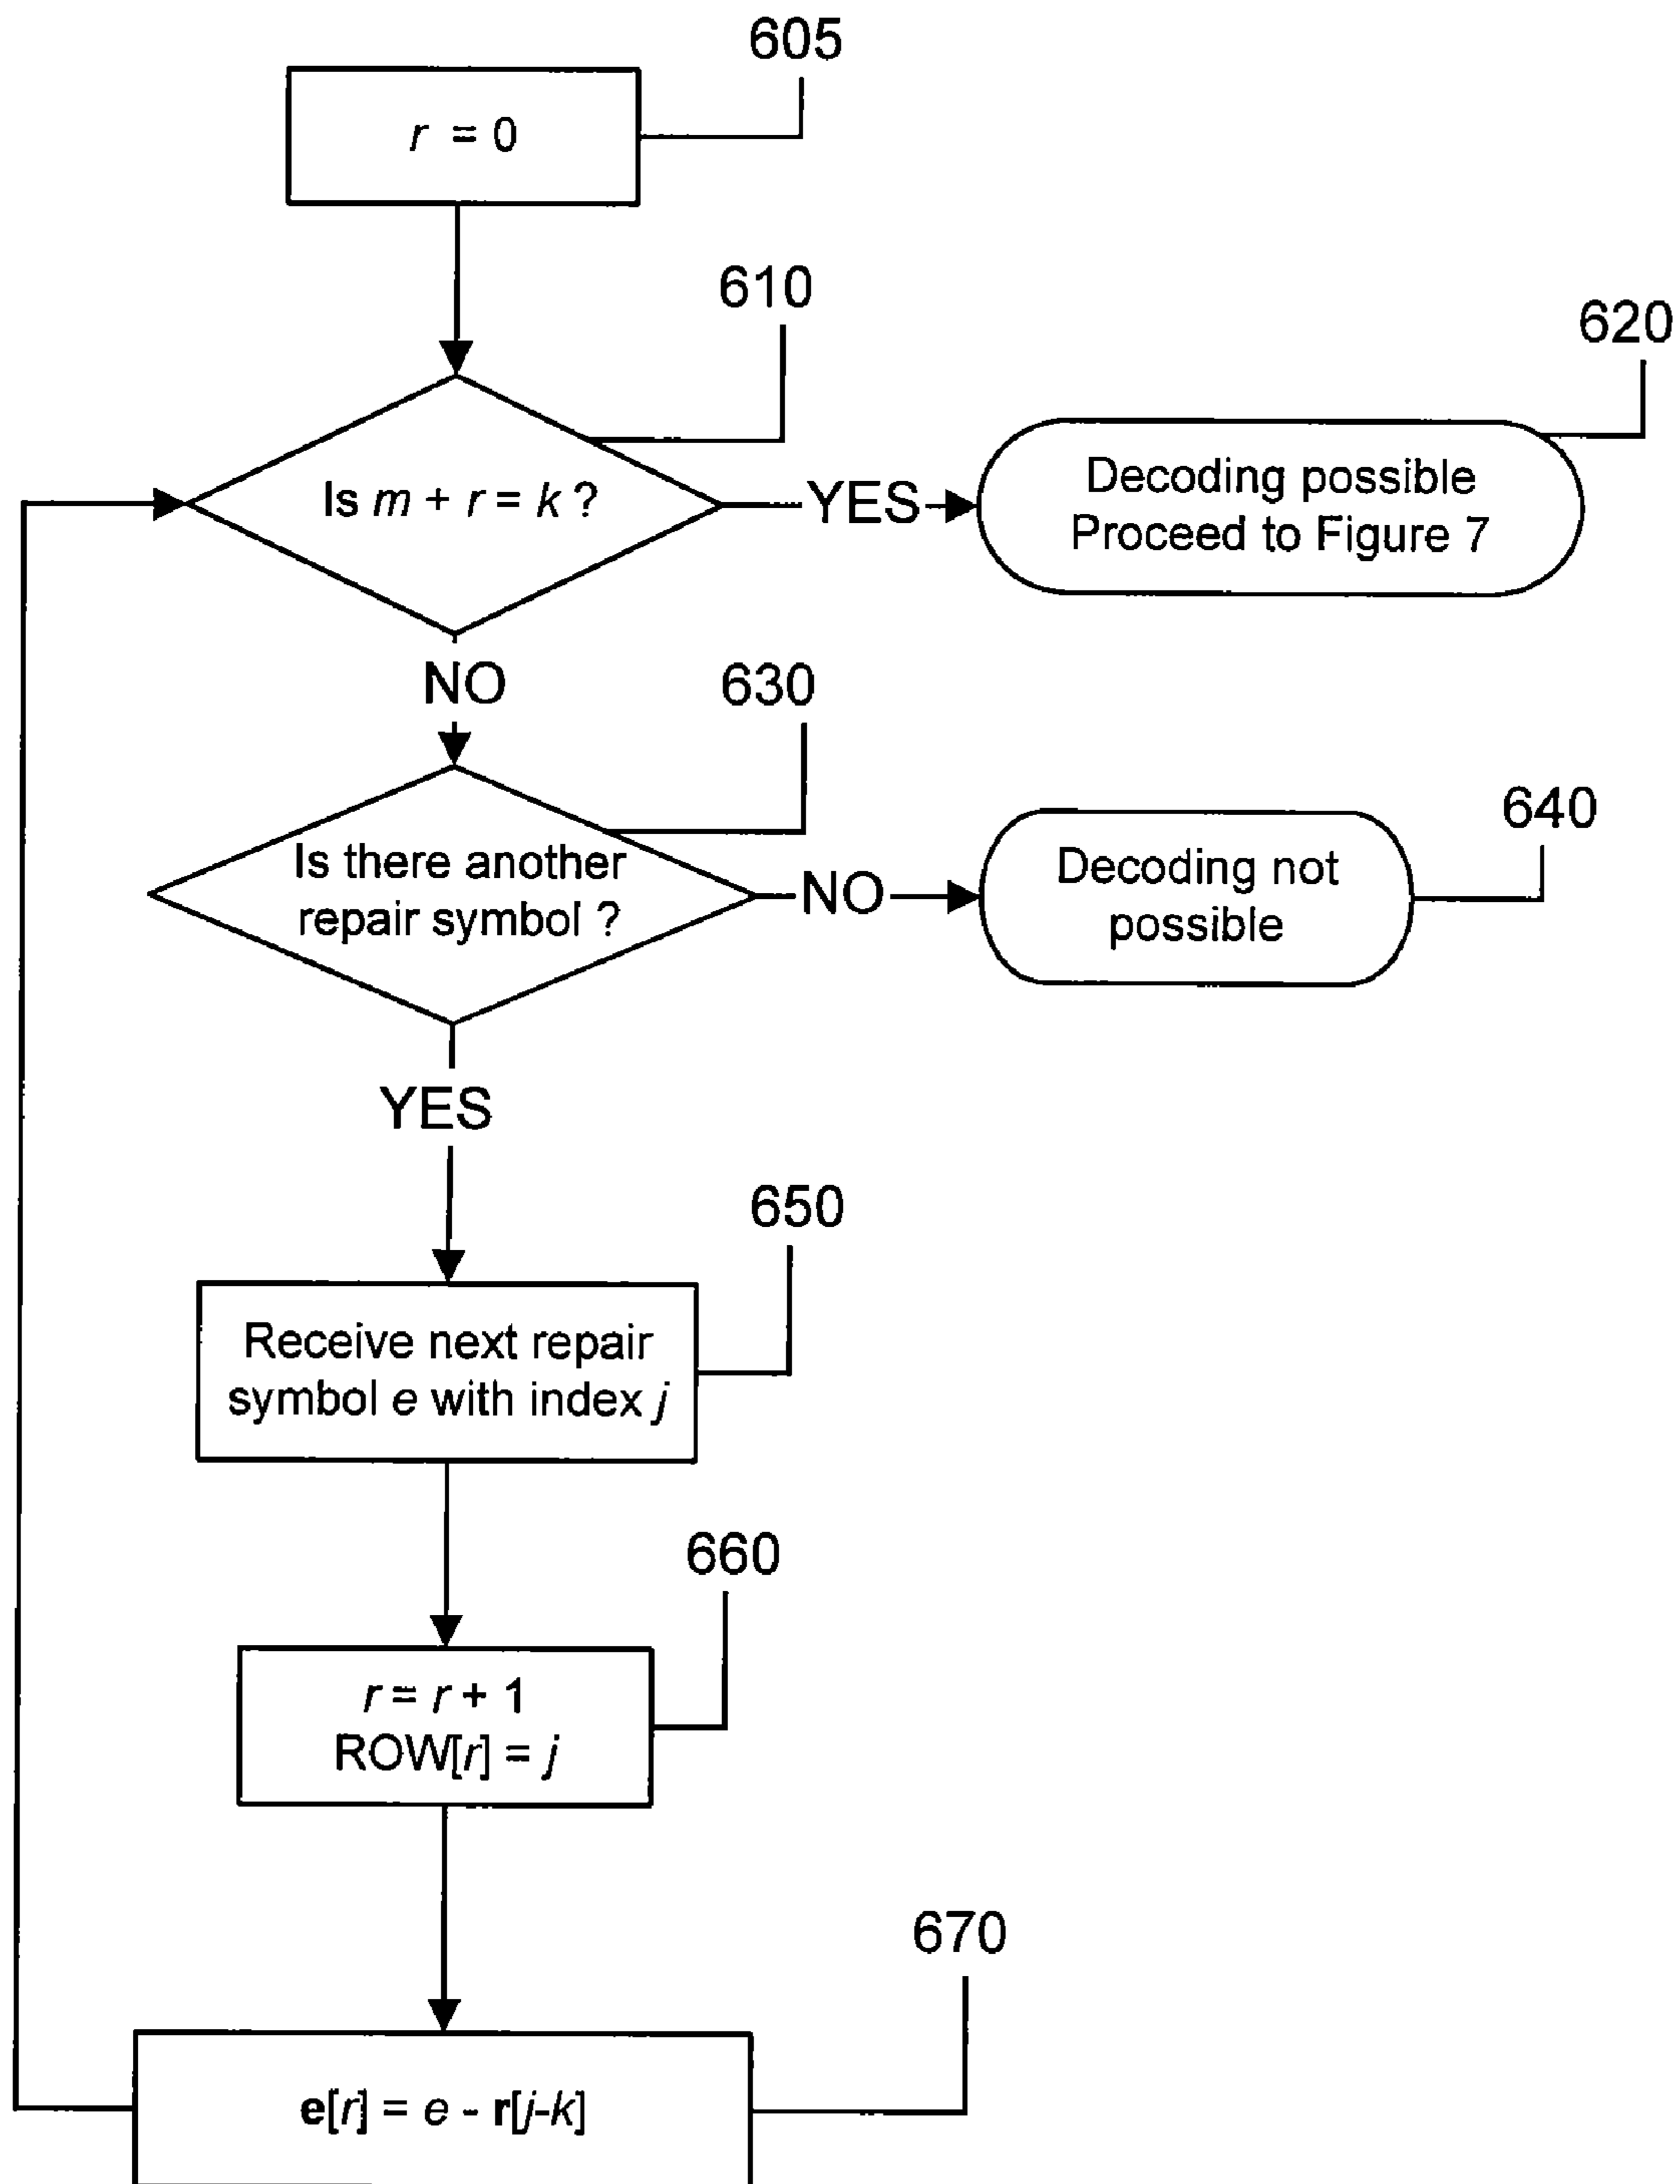 605
r = 0
610
620
Is m + r = k ?
YES
Decoding possible
Proceed to Figure 7
NO
630
640
Is there another
repair symbol ?
NO
Decoding not
possible
YES
650
Receive next repair
symbol e with index j
660
r = r + 1
ROW[r] = j
670
e[r] = e - r[j-k]